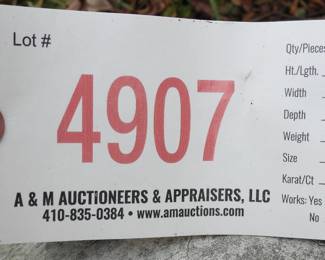 Lot #
4907
A & M AUCTIONEERS & APPRAISERS, LLC
410-835-0384 • www.amauctions.com
Qty/Pieces
Ht./Lgth.
Width
Depth
Weight
Size
Karat/Ct
Works: Yes
No